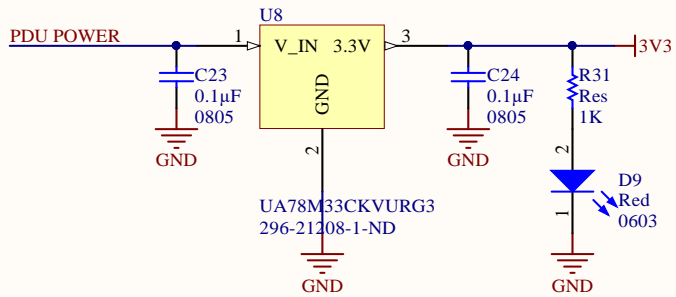 U8
PDU POWER
1
V_IN
3.3V
3
3V3
GND
2
C23
0.1µF
0805
GND
C24
0.1µF
0805
GND
R31
Res
1K
2
D9
Red
0603
1
GND
UA78M33CKVURG3
296-21208-1-ND
GND